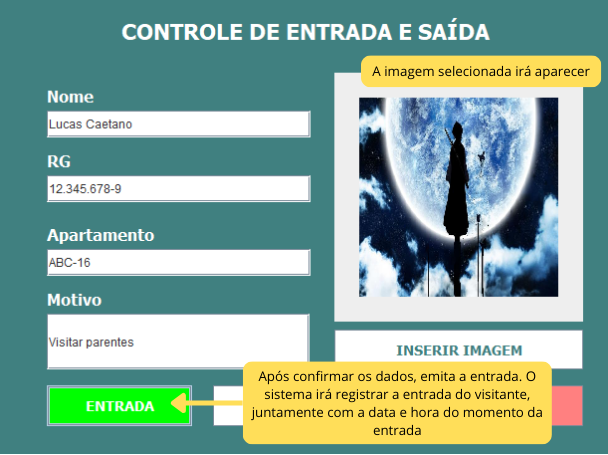 CONTROLE DE ENTRADA E SAÍDA
A imagem selecionada irá aparecer
Nome
Lucas Caetano
RG
12.345.678-9
Apartamento
ABC-16
Motivo
Visitar parentes
INSERIR IMAGEM
Após confirmar os dados, emita a entrada. O
sistema irá registrar a entrada do visitante,
juntamente com a data e hora do momento da
entrada
ENTRADA